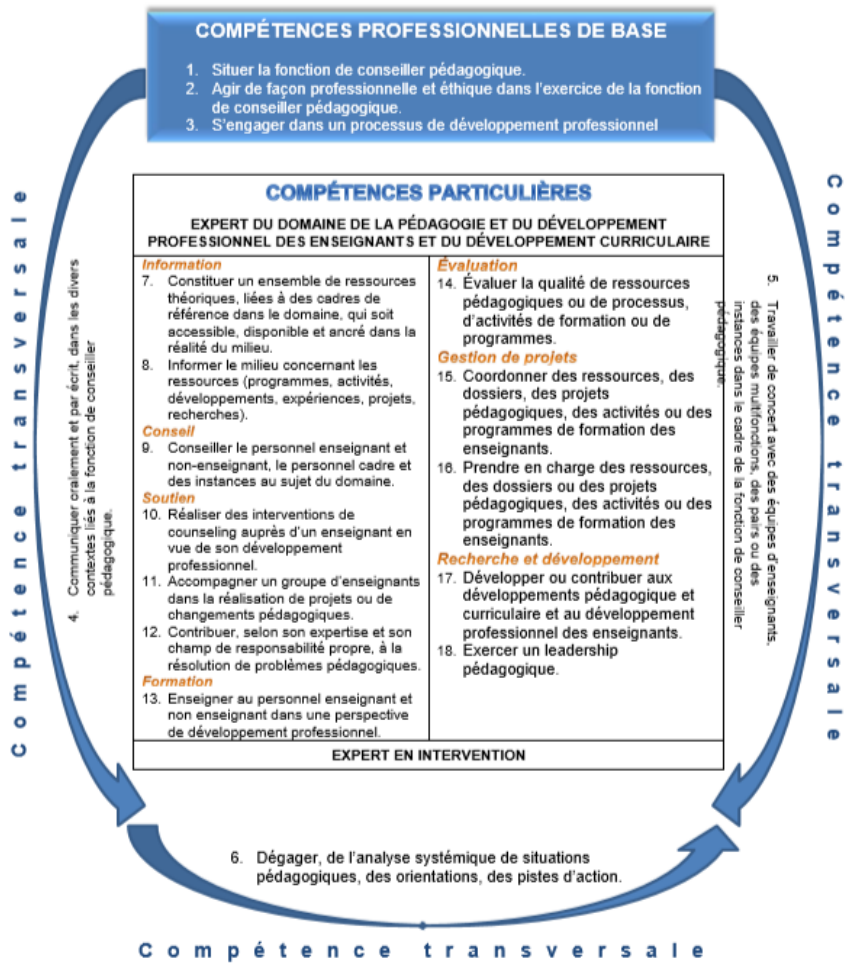 COMPÉTENCES PROFESSIONNELLES DE BASE
1. Situer la fonction de conseiller pédagogique.
2. Agir de façon professionnelle et éthique dans l'exercice de la fonction
de conseiller pédagogique.
3. S'engager dans un processus de développement professionnel
Compétence transversale
4. Communiquer oralement et par écrit, dans les divers
contextes liés à la fonction de conseiller
pédagogique.
COMPÉTENCES PARTICULIÈRES
EXPERT DU DOMAINE DE LA PÉDAGOGIE ET DU DÉVELOPPEMENT
PROFESSIONNEL DES ENSEIGNANTS ET DU DÉVELOPPEMENT CURRICULAIRE
Information
7. Constituer un ensemble de ressources
théoriques, liées à des cadres de
référence dans le domaine, qui soit
accessible, disponible et ancré dans la
réalité du milieu.
8. Informer le milieu concernant les
ressources (programmes, activités,
développements, expériences, projets,
recherches).
Conseil
9. Conseiller le personnel enseignant et
non-enseignant, le personnel cadre et
des instances au sujet du domaine.
Soutien
10. Réaliser des interventions de
counseling auprès d'un enseignant en
vue de son développement
professionnel.
11. Accompagner un groupe d'enseignants
dans la réalisation de projets ou de
changements pédagogiques.
12. Contribuer, selon son expertise et son
champ de responsabilité propre, à la
résolution de problèmes pédagogiques.
Formation
13. Enseigner au personnel enseignant et
non enseignant dans une perspective
de développement professionnel.
Évaluation
14. Évaluer la qualité de ressources
pédagogiques ou de processus,
d'activités de formation ou de
programmes.
Gestion de projets
15. Coordonner des ressources, des
dossiers, des projets
pédagogiques, des activités ou des
programmes de formation des
enseignants.
16. Prendre en charge des ressources,
des dossiers ou des projets
pédagogiques, des activités ou des
programmes de formation des
enseignants.
Recherche et développement
17. Développer ou contribuer aux
développements pédagogique et
curriculaire et au développement
professionnel des enseignants.
18. Exercer un leadership
pédagogique.
EXPERT EN INTERVENTION
5. Travailler de concert avec des équipes d'enseignants,
des équipes multifonctions, des pairs ou des
instances dans le cadre de la fonction de conseiller
pédagogique.
Compétence transversale
6. Dégager, de l'analyse systémique de situations
pédagogiques, des orientations, des pistes d'action.
Compétence transversale